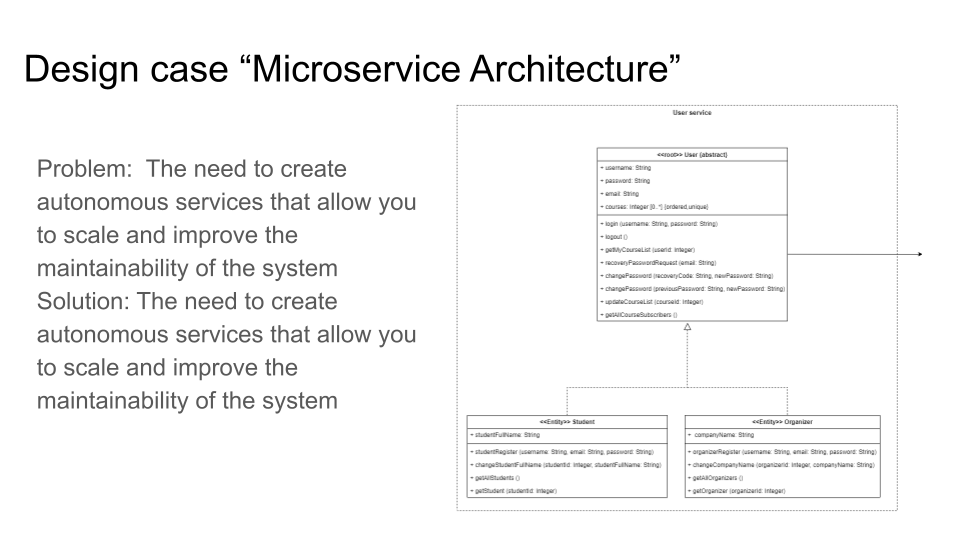 Design case “Microservice Architecture”
Problem:  The need to create
autonomous services that allow you
to scale and improve the
maintainability of the system
Solution: The need to create
autonomous services that allow you
to scale and improve the
maintainability of the system
User service
<<root>> User (abstract)
+ username: String
+ password: String
+ email: String
+ courses: Integer [0..*] {ordered,unique}
+ login (username: String, password: String)
+ logout ()
+ getMyCourseList (userId: Integer)
+ recoveryPasswordRequest (email: String)
+ changePassword (recoveryCode: String, newPassword: String)
+ changePassword (previousPassword: String, newPassword: String)
+ updateCourseList (courseId: Integer)
+ getAllCourseSubscribers ()
<<Entity>> Student
+ studentFullName: String
+ studentRegister (username: String, email: String, password: String)
+ changeStudentFullName (studentId: Integer, studentFullName: String)
+ getAllStudents ()
+ getStudent (studentId: Integer)
<<Entity>> Organizer
+ companyName: String
+ organizerRegister (username: String, email: String, password: String)
+ changeCompanyName (organizerId: Integer, companyName: String)
+ getAllOrganizers ()
+ getOrganizer (organizerId: Integer)